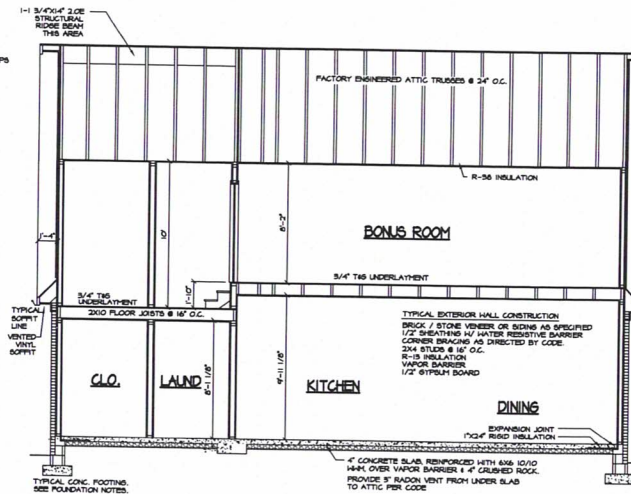 1-1 3/4"X14" 2.0E
STRUCTURAL
RIDGE BEAM
THIS AREA
PS
FACTORY ENGINEERED ATTIC TRUSSES @ 24" O.C.
R-38 INSULATION
1'-4"
10'
8'-2"
BONUS ROOM
3/4" T&G
UNDERLAYMENT
1'-10"
3/4" T&G UNDERLAYMENT
2X10 FLOOR JOISTS @ 16" O.C.
TYPICAL
SOFFIT
LINE
VENTED
VINYL
SOFFIT
TYPICAL EXTERIOR WALL CONSTRUCTION
BRICK / STONE VENEER OR SIDING AS SPECIFIED
1/2" SHEATHING W/ WATER RESISTIVE BARRIER
CORNER BRACING AS DIRECTED BY CODE.
2X4 STUDS @ 16" O.C.
R-13 INSULATION
VAPOR BARRIER
1/2" GYPSUM BOARD
CLO.
LAUND
8'-1 1/8"
9'-11 1/8"
KITCHEN
DINING
EXPANSION JOINT
1"X24" RIGID INSULATION
4" CONCRETE SLAB, REINFORCED WITH 6X6 10/10
WWM, OVER VAPOR BARRIER & 4" CRUSHED ROCK.
PROVIDE 3" RADON VENT FROM UNDER SLAB
TO ATTIC PER CODE
TYPICAL CONC. FOOTING.
SEE FOUNDATION NOTES.